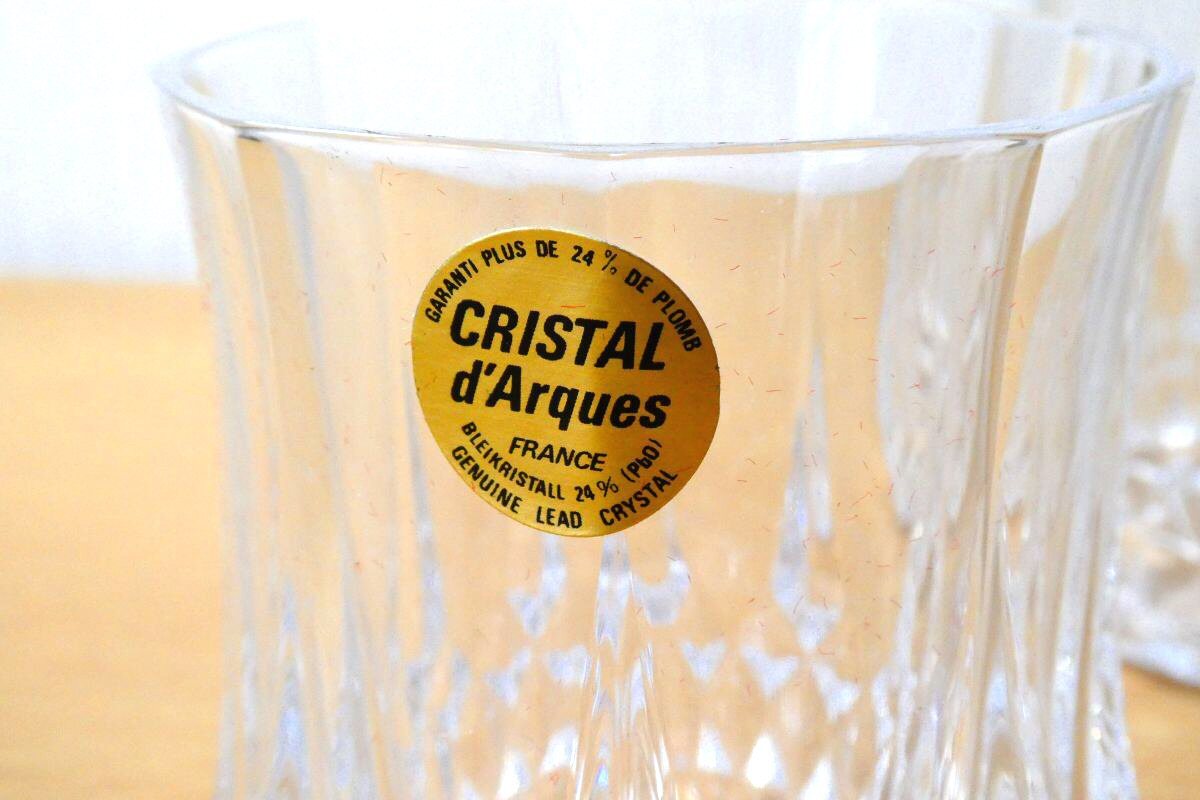 GARANTI PLUS DE 24 % DE PLOMB
CRISTAL
d'Arques
FRANCE
BLEIKRISTALL 24 % (PbO)
GENUINE LEAD CRYSTAL